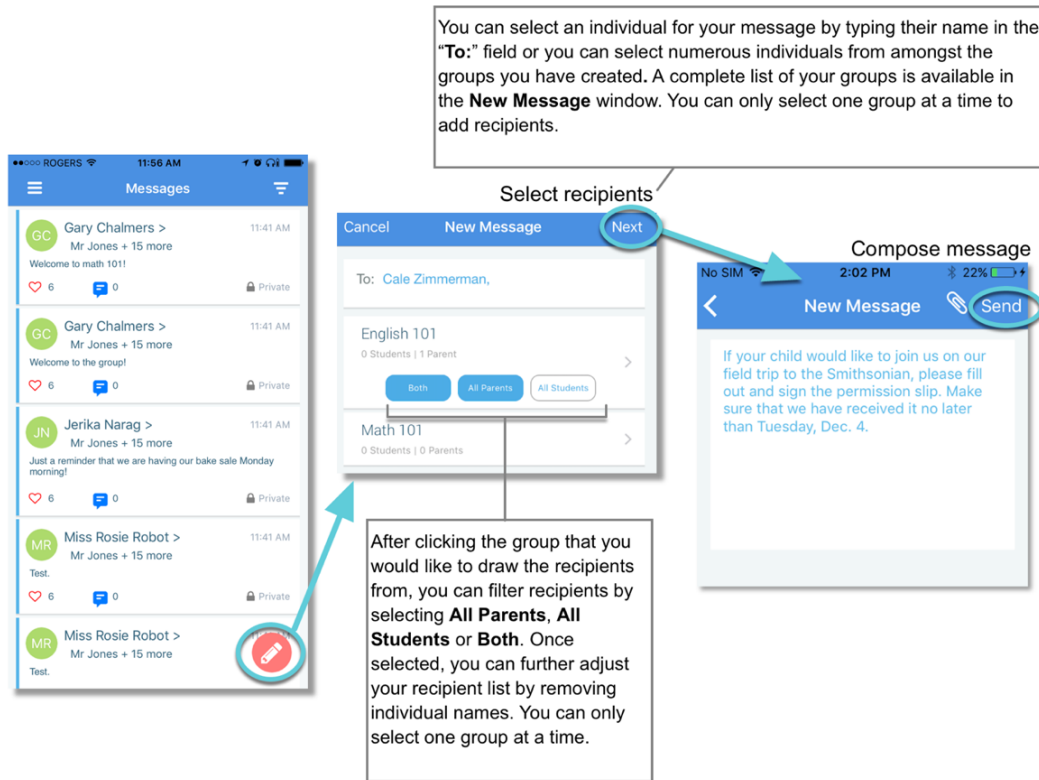 You can select an individual for your message by typing their name in the
“To:” field or you can select numerous individuals from amongst the
groups you have created. A complete list of your groups is available in
the New Message window. You can only select one group at a time to
add recipients.
ROGERS 11:56 AM
Messages
GC Gary Chalmers > 11:41 AM
Mr Jones + 15 more
Welcome to math 101!
6 0 Private
GC Gary Chalmers > 11:41 AM
Mr Jones + 15 more
Welcome to the group!
6 0 Private
JN Jerika Narag > 11:41 AM
Mr Jones + 15 more
Just a reminder that we are having our bake sale Monday
morning!
6 0 Private
MR Miss Rosie Robot > 11:41 AM
Mr Jones + 15 more
Test.
6 0 Private
MR Miss Rosie Robot >
Mr Jones + 15 more
Test.
Select recipients
Cancel New Message Next
To: Cale Zimmerman,
English 101
0 Students | 1 Parent
Both All Parents All Students
Math 101
0 Students | 0 Parents
After clicking the group that you
would like to draw the recipients
from, you can filter recipients by
selecting All Parents, All
Students or Both. Once
selected, you can further adjust
your recipient list by removing
individual names. You can only
select one group at a time.
Compose message
No SIM 2:02 PM 22%
New Message Send
If your child would like to join us on our
field trip to the Smithsonian, please fill
out and sign the permission slip. Make
sure that we have received it no later
than Tuesday, Dec. 4.